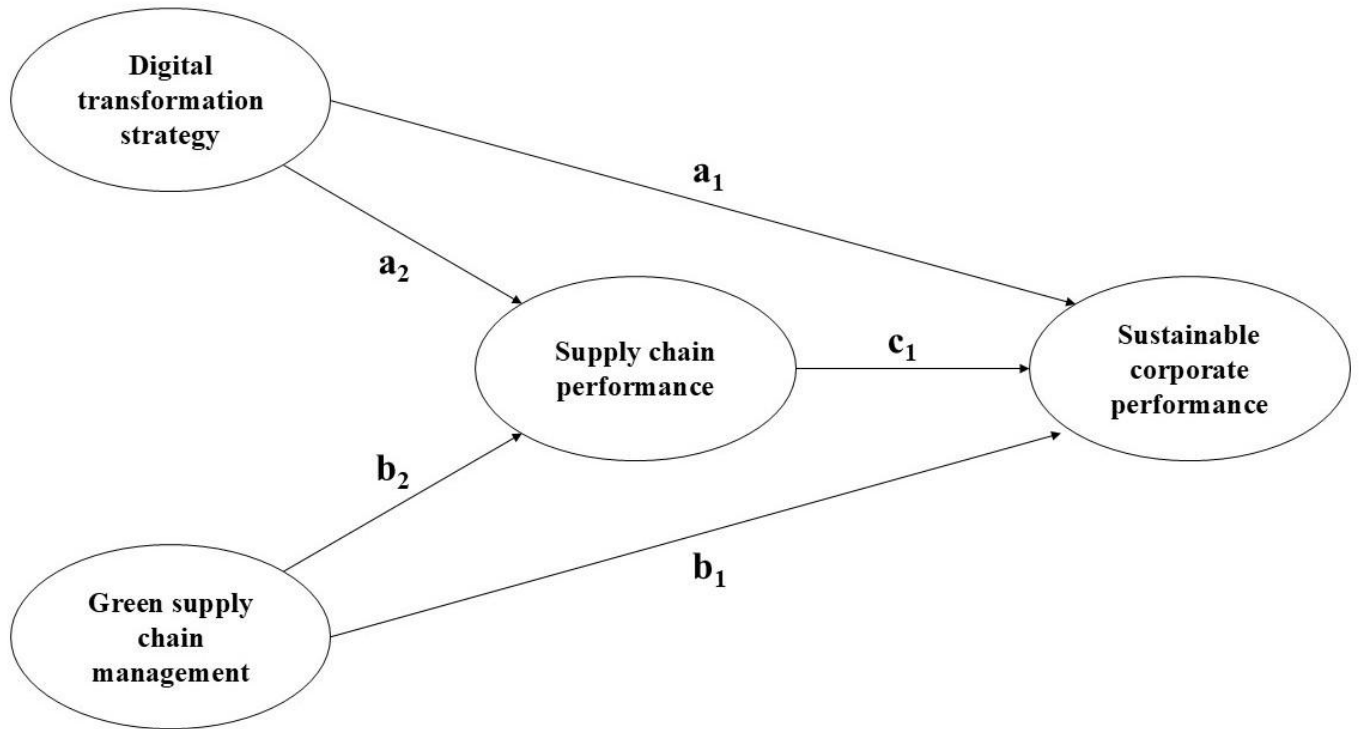 Digital
transformation
strategy
a₁
a₂
Supply chain
performance
c₁
Sustainable
corporate
performance
b₂
b₁
Green supply
chain
management